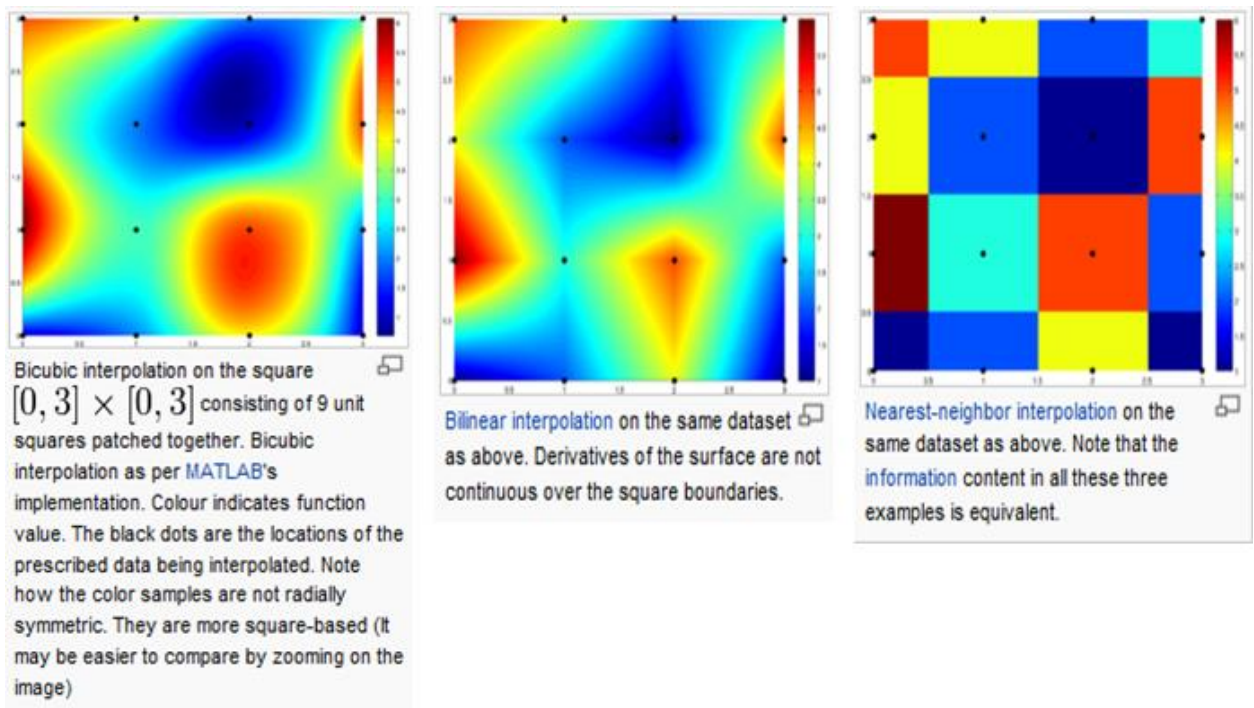 Bicubic interpolation on the square
[0, 3] × [0, 3] consisting of 9 unit
squares patched together. Bicubic
interpolation as per MATLAB's
implementation. Colour indicates function
value. The black dots are the locations of the
prescribed data being interpolated. Note
how the color samples are not radially
symmetric. They are more square-based (It
may be easier to compare by zooming on the
image)
Bilinear interpolation on the same dataset
as above. Derivatives of the surface are not
continuous over the square boundaries.
Nearest-neighbor interpolation on the
same dataset as above. Note that the
information content in all these three
examples is equivalent.